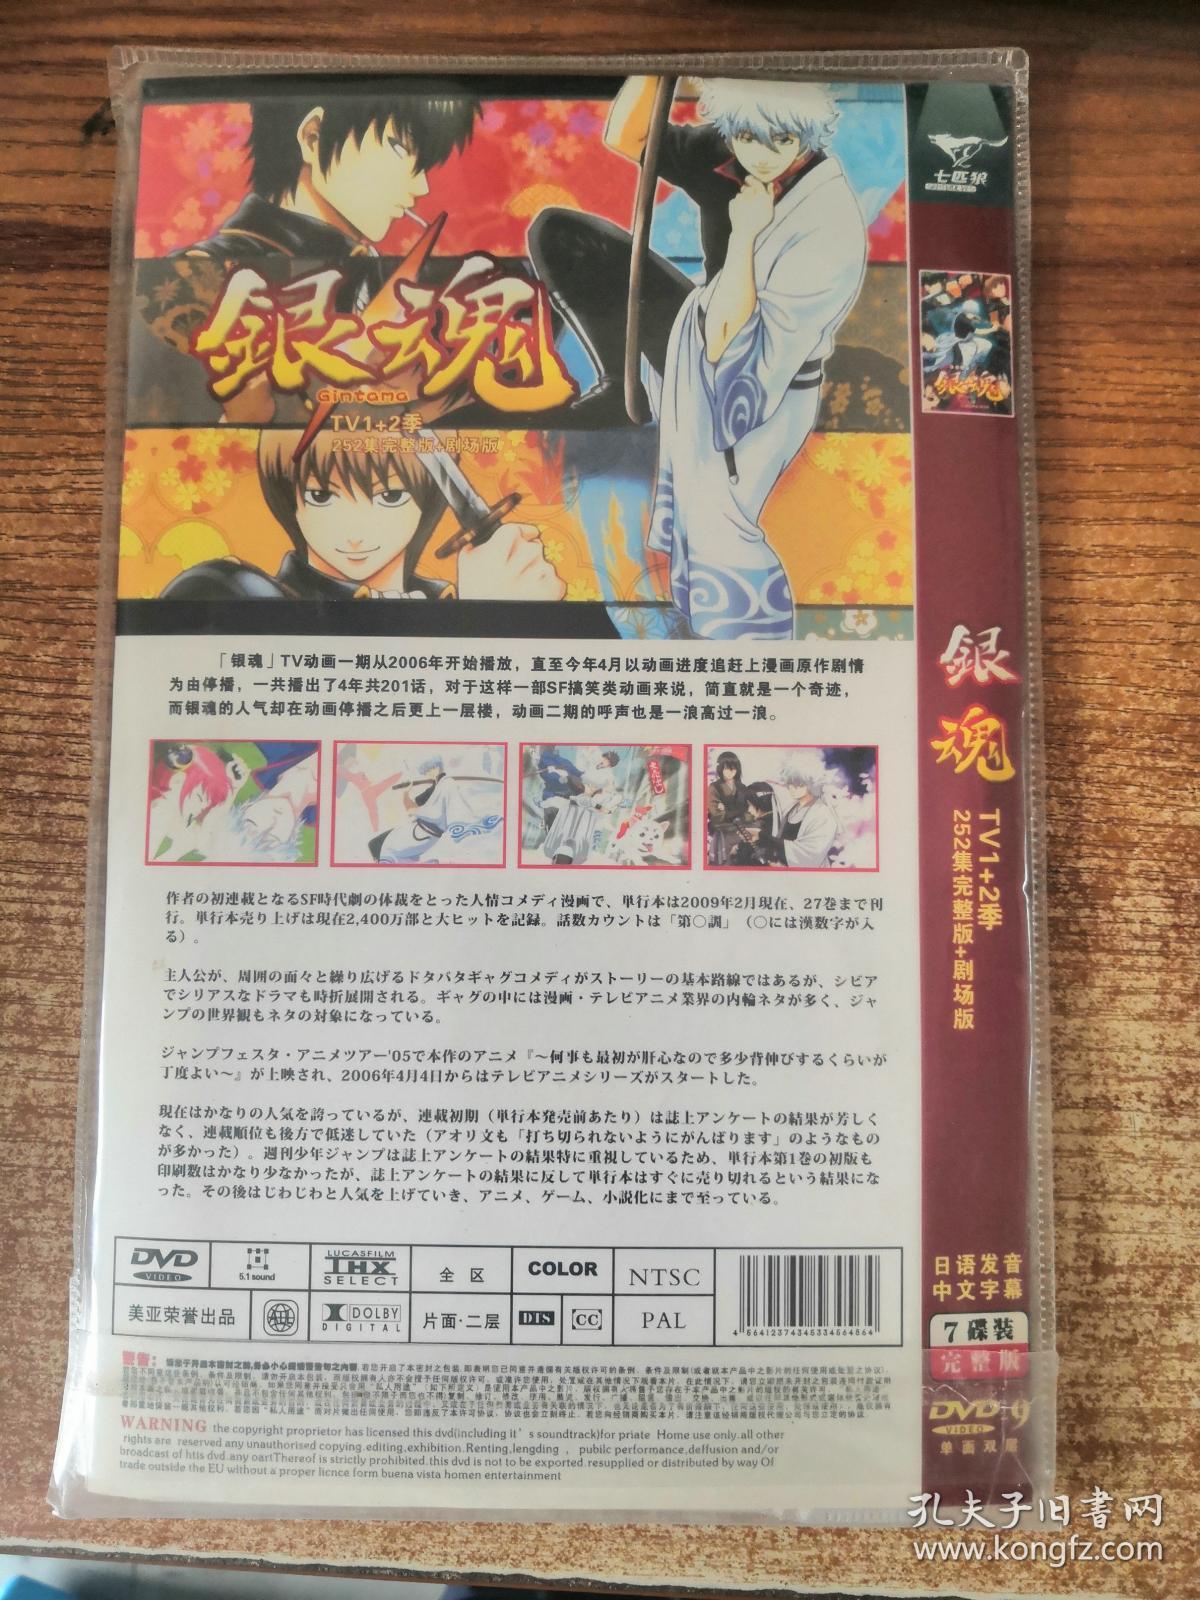 銀魂
Gintama
TV1+2季
252集完整版+剧场版
「银魂」TV动画一期从2006年开始播放，直至今年4月以动画进度追赶上漫画原作剧情
为由停播，一共播出了4年共201话，对于这样一部SF搞笑类动画来说，简直就是一个奇迹，
而银魂的人气却在动画停播之后更上一层楼，动画二期的呼声也是一浪高过一浪。
作者の初連載となるSF時代劇の体裁をとった人情コメディ漫画で、単行本は2009年2月現在、27巻まで刊
行。単行本売り上げは現在2,400万部と大ヒットを記録。話数カウントは「第〇訓」（〇には漢数字が入
る）。
主人公が、周囲の面々と繰り広げるドタバタギャグコメディがストーリーの基本路線ではあるが、シビア
でシリアスなドラマも時折展開される。ギャグの中には漫画・テレビアニメ業界の内輪ネタが多く、ジャ
ンプの世界観もネタの対象になっている。
ジャンプフェスタ・アニメツアー'05で本作のアニメ『～何事も最初が肝心なので多少背伸びするくらいが
丁度よい～』が上映され、2006年4月4日からはテレビアニメシリーズがスタートした。
現在はかなりの人気を誇っているが、連載初期（単行本発売前あたり）は誌上アンケートの結果が芳しく
なく、連載順位も後方で低迷していた（アオリ文も「打ち切られないようにがんばります」のようなもの
が多かった）。週刊少年ジャンプは誌上アンケートの結果特に重視しているため、単行本第1巻の初版も
印刷数はかなり少なかったが、誌上アンケートの結果に反して単行本はすぐに売り切れるという結果にな
った。その後はじわじわと人気を上げていき、アニメ、ゲーム、小説化にまで至っている。
DVD
VIDEO
5.1 sound
LUCASFILM
THX
SELECT
全区
COLOR
NTSC
美亚荣誉出品
ALL
DOLBY
DIGITAL
片面·二层
DTS
CC
PAL
4564123743453345 64564
警告:
WARNING the copyright proprietor has licensed this dvd(including it's soundtrack)for priate Home use only.all other
rights are reserved any unauthorised copying.editing.exhibition.Renting,lengding , pubilc performance,deffusion and/or
broadcast of htis dvd.any oartThereof is strictly prohibited.this dvd is not to be exported.resupplied or distributed by way Of
trade outside the EU without a proper licnce form buena vista homen entertainment
七匹狼
銀魂
銀魂
TV1+2季
252集完整版+剧场版
日语发音
中文字幕
7碟装
完整版
DVD-9
VIDEO
单面双层
孔夫子旧书网
www.kongfz.com